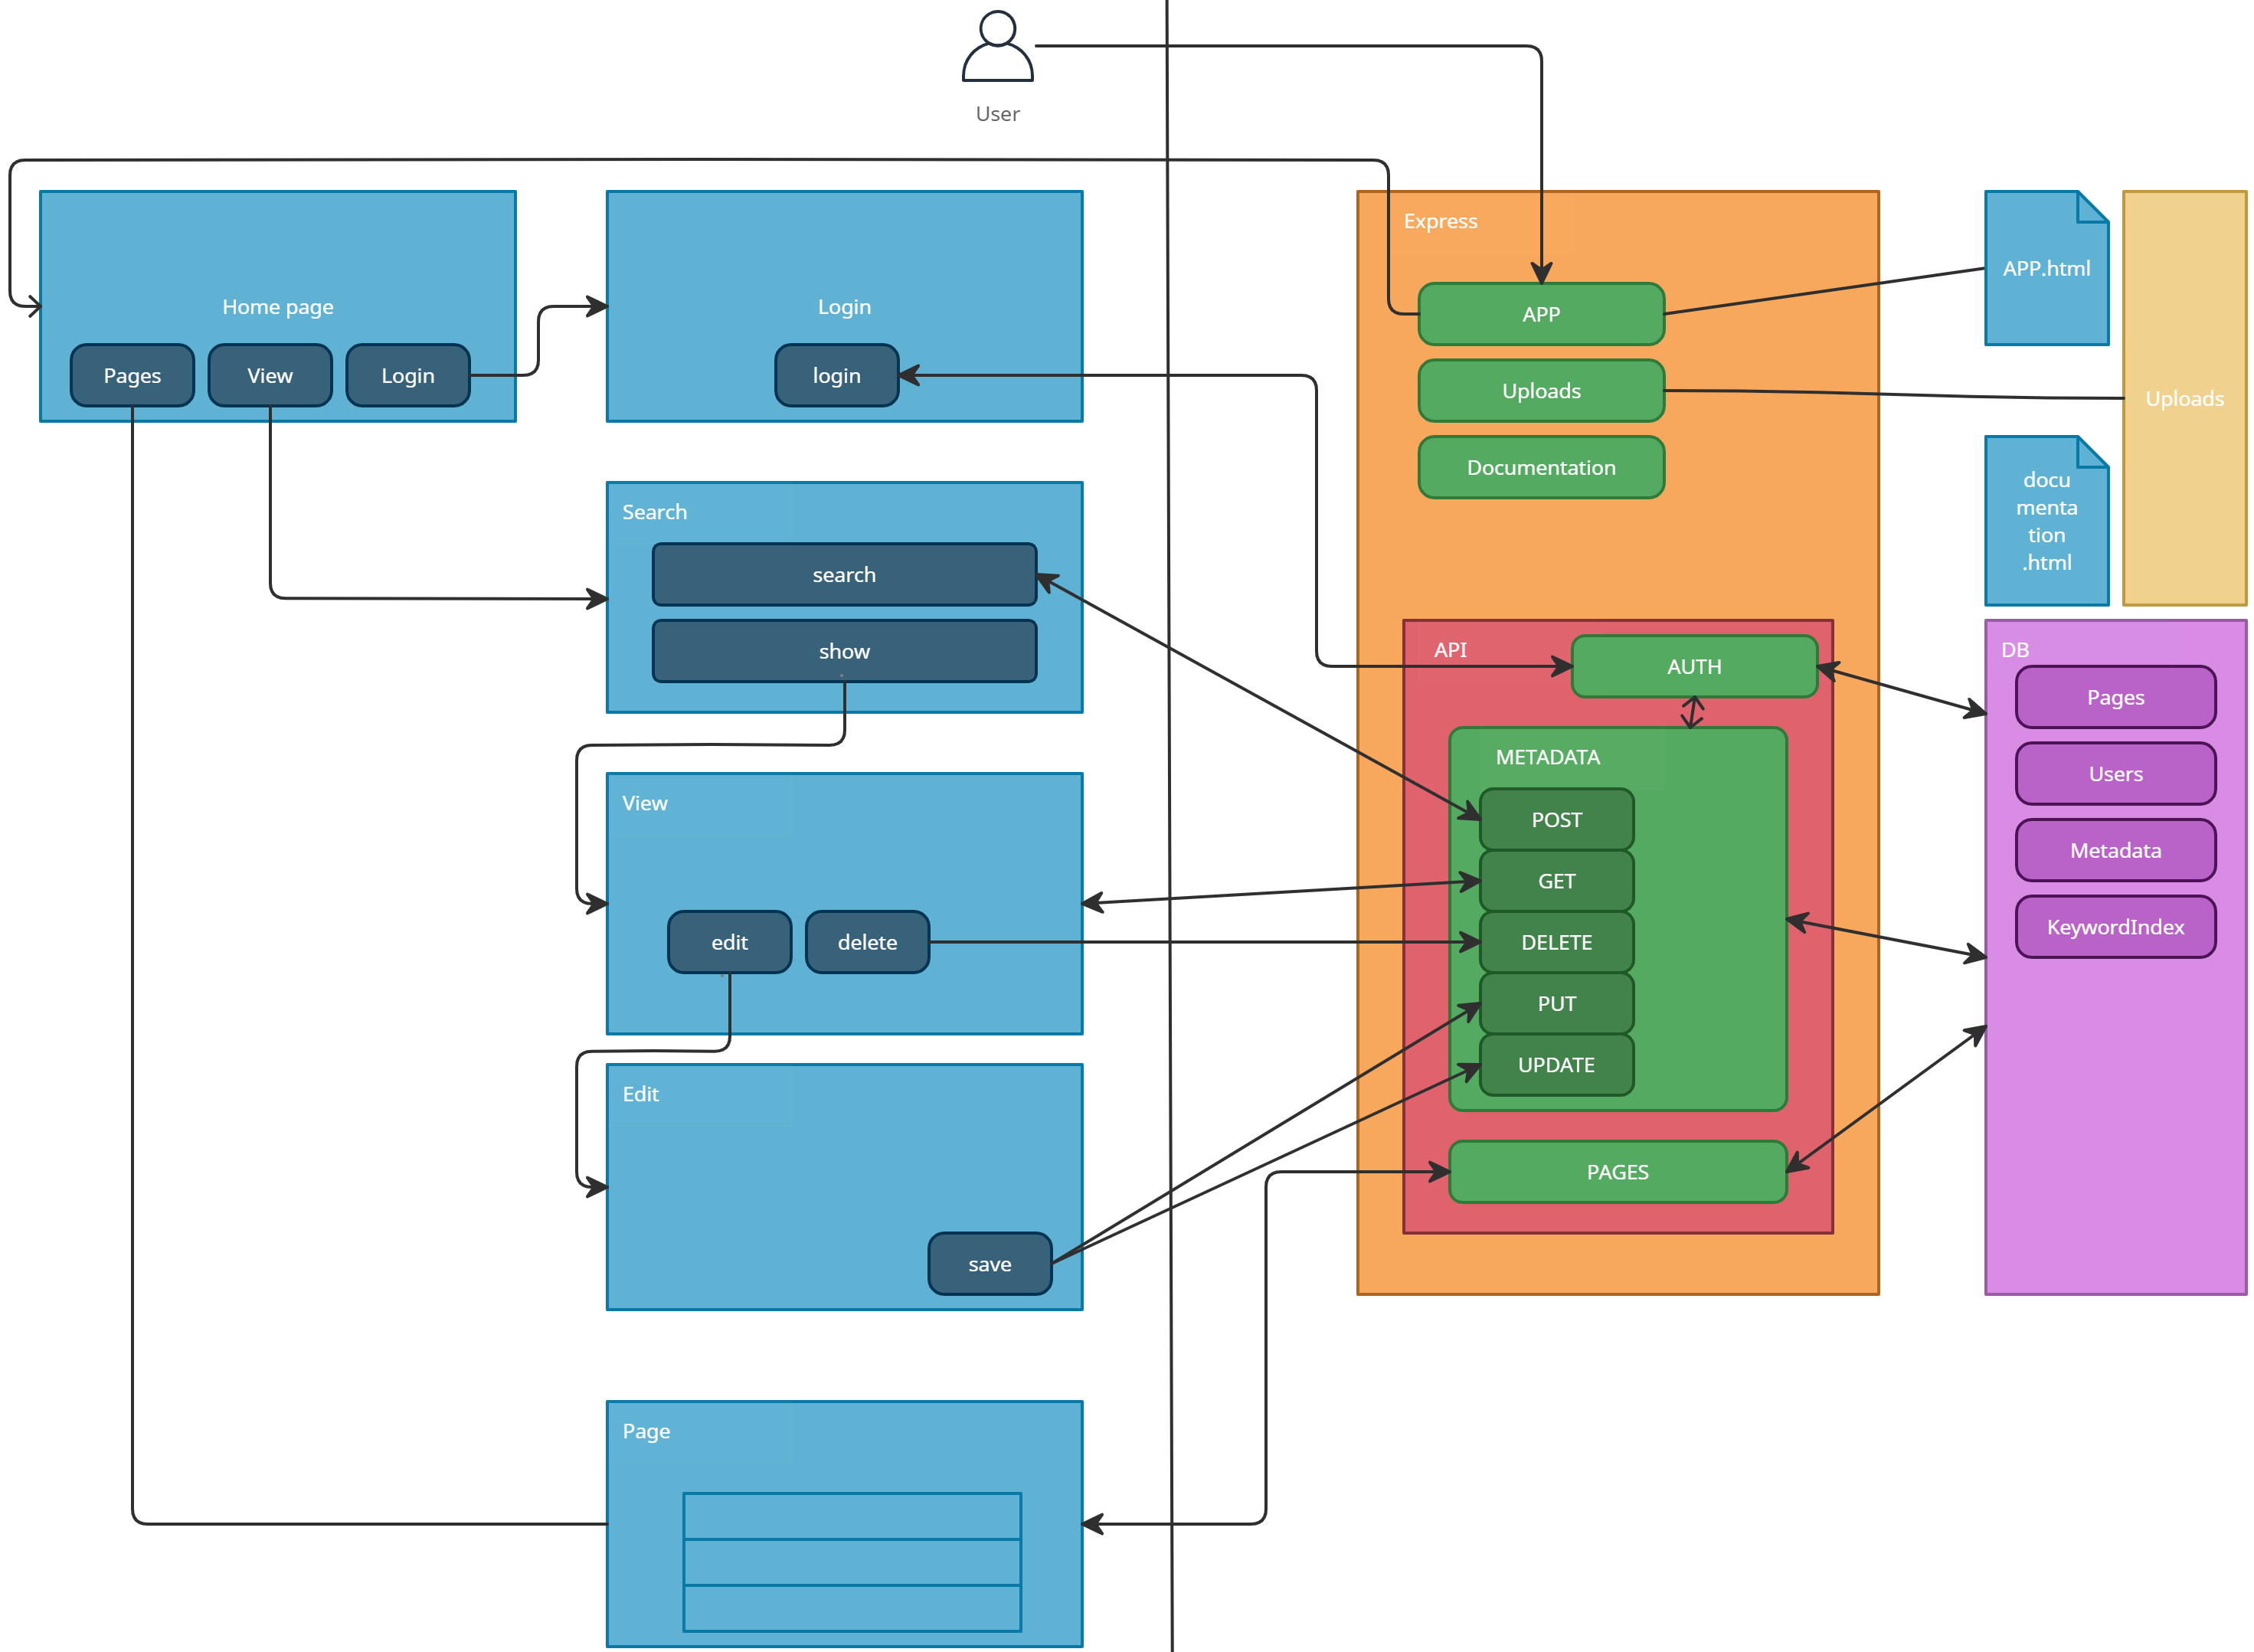 User
Home page
Pages
View
Login
Login
login
Search
search
show
View
edit
delete
Edit
save
Page
Express
APP
Uploads
Documentation
API
AUTH
METADATA
POST
GET
DELETE
PUT
UPDATE
PAGES
APP.html
Uploads
docu
menta
tion
.html
DB
Pages
Users
Metadata
KeywordIndex